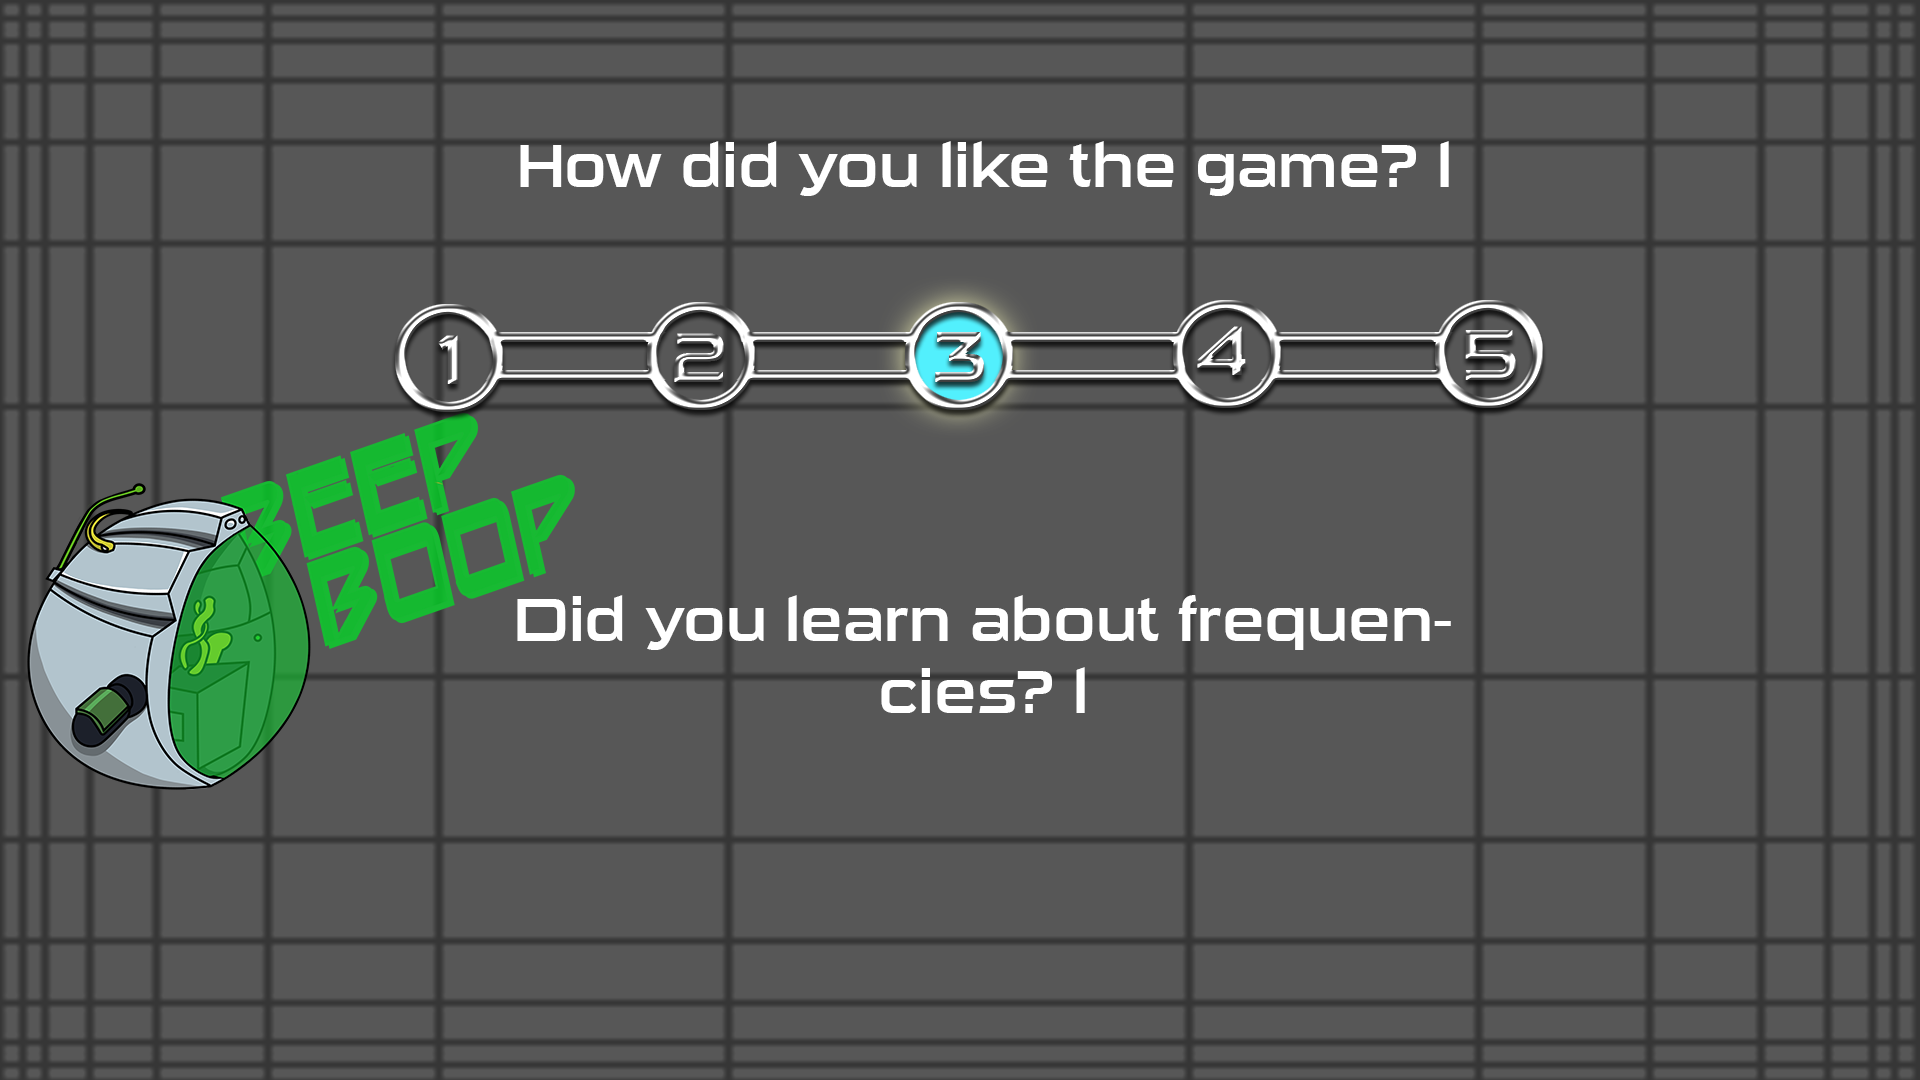 How did you like the game? |
1 2 3 4 5
BEEP
BOOP
Did you learn about frequen-
cies? |